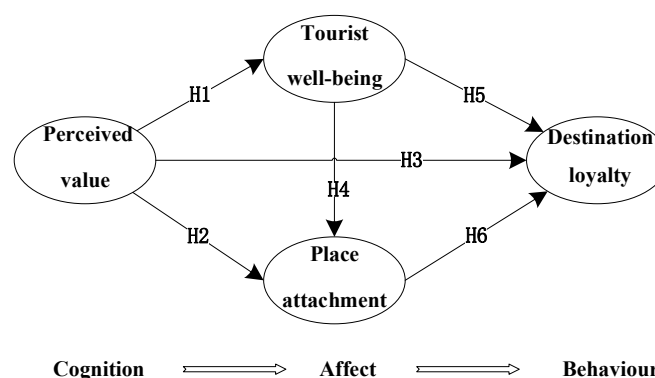 Tourist
well-being
H1
H5
Perceived
value
H3
Destination
loyalty
H4
H2
H6
Place
attachment
Cognition
Affect
Behaviour